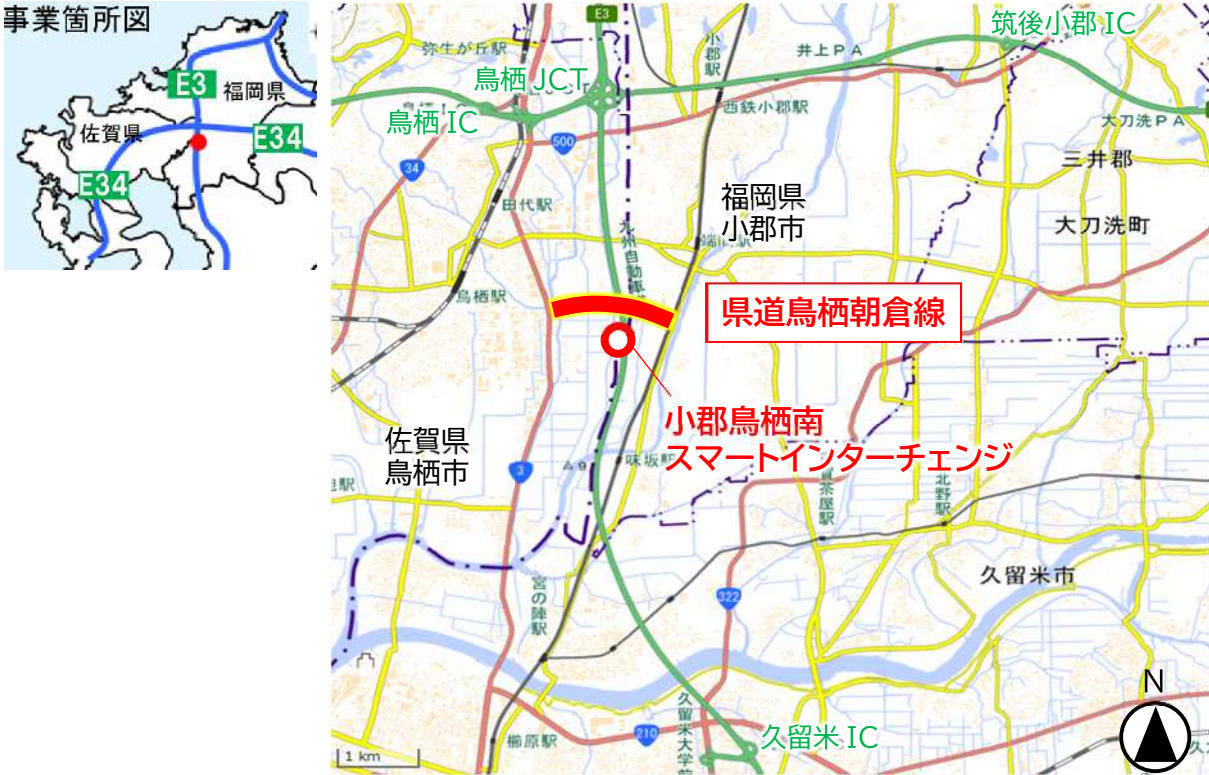 事業箇所図
E3
福岡県
佐賀県
E34
E34
E3
筑後小郡 IC
弥生が丘駅
小郡駅
井上ＰＡ
鳥栖 JCT
鳥栖 IC
西鉄小郡駅
大刀洗ＰＡ
500
34
三井郡
田代駅
福岡県
小郡市
大刀洗町
九州自動車道
鳥栖駅
県道鳥栖朝倉線
小郡鳥栖南
スマートインターチェンジ
佐賀県
鳥栖市
3
味坂駅
北野駅
久留米市
宮の陣駅
322
N
久留米大学前
210
久留米 IC
櫛原駅
1 km